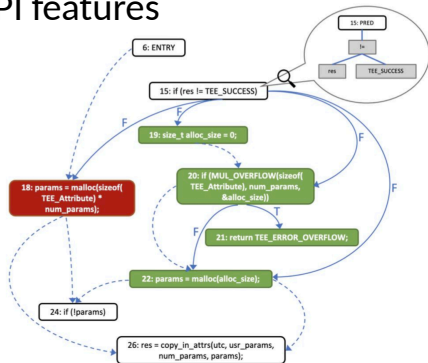 PI features
15: PRED
!=
res
TEE_SUCCESS
6: ENTRY
15: if (res != TEE_SUCCESS)
F
F
F
F
19: size_t alloc_size = 0;
18: params = malloc(sizeof(
TEE_Attribute) *
num_params);
20: if (MUL_OVERFLOW(sizeof(
TEE_Attribute), num_params,
&alloc_size))
F
T
21: return TEE_ERROR_OVERFLOW;
22: params = malloc(alloc_size);
24: if (!params)
26: res = copy_in_attrs(utc, usr_params,
num_params, params);